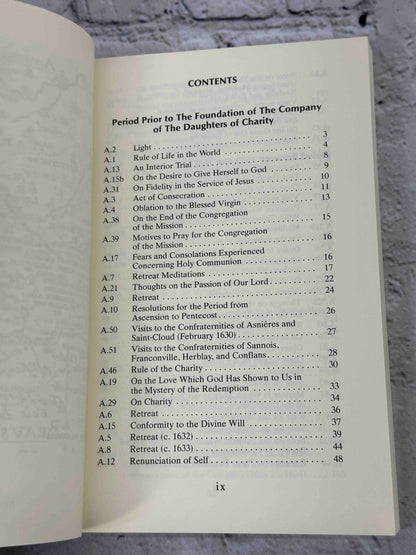 CONTENTS
Period Prior to The Foundation of The Company
of The Daughters of Charity
A.2 Light . . . . . . . . . . . . . . . . . . . . . . . . 3
A.1 Rule of Life in the World . . . . . . . . . . . . 4
A.13 An Interior Trial . . . . . . . . . . . . . . . . 8
A.15b On the Desire to Give Herself to God . . . . . . 9
A.31 On Fidelity in the Service of Jesus . . . . . . 10
A.3 Act of Consecration . . . . . . . . . . . . . . 11
A.4 Oblation to the Blessed Virgin . . . . . . . . 13
A.38 On the End of the Congregation
of the Mission . . . . . . . . . . . . . . . . . . 15
A.39 Motives to Pray for the Congregation
of the Mission . . . . . . . . . . . . . . . . . . 16
A.17 Fears and Consolations Experienced
Concerning Holy Communion . . . . . . . . . . . 16
A.7 Retreat Meditations . . . . . . . . . . . . . . 17
A.21 Thoughts on the Passion of Our Lord . . . . . . 22
A.9 Retreat . . . . . . . . . . . . . . . . . . . . . 24
A.10 Resolutions for the Period from
Ascension to Pentecost . . . . . . . . . . . . . 26
A.50 Visits to the Confraternities of Asnières and
Saint-Cloud (February 1630) . . . . . . . . . . 27
A.51 Visits to the Confraternities of Sannois,
Franconville, Herblay, and Conflans . . . . . . 28
A.46 Rule of the Charity . . . . . . . . . . . . . . 30
A.19 On the Love Which God Has Shown to Us in
the Mystery of the Redemption . . . . . . . . . 33
A.29 On Charity . . . . . . . . . . . . . . . . . . . 34
A.6 Retreat . . . . . . . . . . . . . . . . . . . . . 36
A.15 Conformity to the Divine Will . . . . . . . . . 37
A.5 Retreat (c. 1632) . . . . . . . . . . . . . . . 39
A.8 Retreat (c. 1633) . . . . . . . . . . . . . . . 44
A.12 Renunciation of Self . . . . . . . . . . . . . . 48
ix